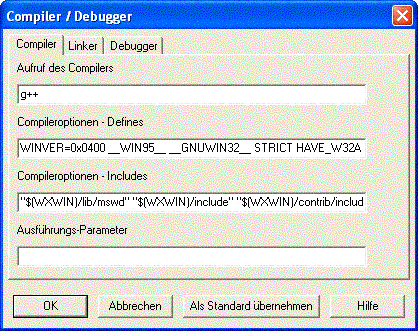 Compiler / Debugger
Compiler Linker Debugger
Aufruf des Compilers
g++
Compileroptionen - Defines
WINVER=0x0400 __WIN95__ __GNUWIN32__ STRICT HAVE_W32A
Compileroptionen - Includes
"$(WXWIN)/lib/mswd" "$(WXWIN)/include" "$(WXWIN)/contrib/includ
Ausführungs-Parameter
OK Abbrechen Als Standard übernehmen Hilfe